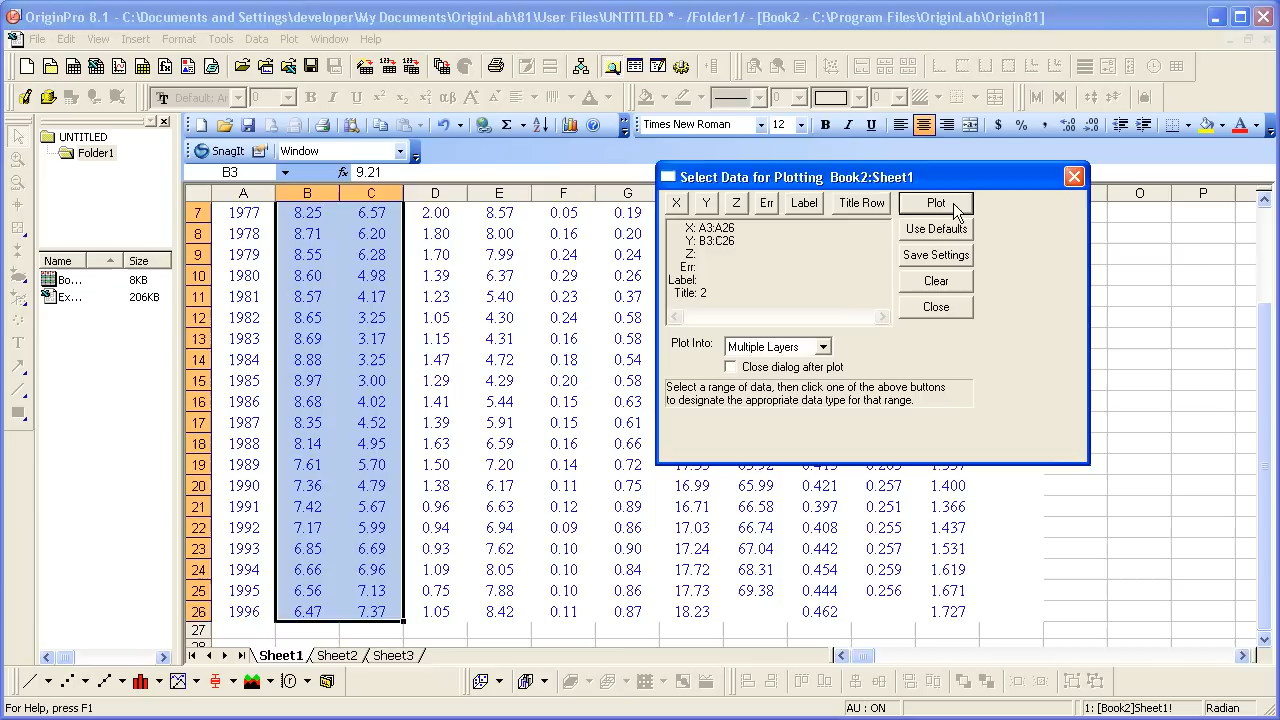 OriginPro 8.1 - C:\Documents and Settings\developer\My Documents\OriginLab\81\User Files\UNTITLED * - /Folder1/ - [Book2 - C:\Program Files\OriginLab\Origin81]
File Edit View Insert Format Tools Data Plot Window Help
Default: Ar 0 B I U 0 0
Times New Roman 12 B I U $ %
UNTITLED
Folder1
SnagIt Window
B3 fx 9.21
Select Data for Plotting Book2:Sheet1
X Y Z Err Label Title Row Plot
Use Defaults
Save Settings
Clear
Close
X: A3:A26
Y: B3:C26
Z:
Err:
Label:
Title: 2
Plot Into: Multiple Layers
Close dialog after plot
Select a range of data, then click one of the above buttons
to designate the appropriate data type for that range.
Name Size
Bo... 8KB
Ex... 206KB
A B C D E F G O P
7 1977 8.25 6.57 2.00 8.57 0.05 0.19
8 1978 8.71 6.20 1.80 8.00 0.16 0.20
9 1979 8.55 6.28 1.70 7.99 0.24 0.24
10 1980 8.60 4.98 1.39 6.37 0.29 0.26
11 1981 8.57 4.17 1.23 5.40 0.23 0.37
12 1982 8.65 3.25 1.05 4.30 0.24 0.58
13 1983 8.69 3.17 1.15 4.31 0.16 0.58
14 1984 8.88 3.25 1.47 4.72 0.18 0.54
15 1985 8.97 3.00 1.29 4.29 0.20 0.58
16 1986 8.68 4.02 1.41 5.44 0.15 0.63
17 1987 8.35 4.52 1.39 5.91 0.15 0.61
18 1988 8.14 4.95 1.63 6.59 0.16 0.66
19 1989 7.61 5.70 1.50 7.20 0.14 0.72
20 1990 7.36 4.79 1.38 6.17 0.11 0.75 16.99 65.99 0.421 0.257 1.400
21 1991 7.42 5.67 0.96 6.63 0.12 0.89 16.71 66.58 0.397 0.251 1.366
22 1992 7.17 5.99 0.94 6.94 0.09 0.86 17.03 66.74 0.408 0.255 1.437
23 1993 6.85 6.69 0.93 7.62 0.10 0.90 17.24 67.04 0.442 0.257 1.531
24 1994 6.66 6.96 1.09 8.05 0.10 0.84 17.72 68.31 0.454 0.259 1.619
25 1995 6.56 7.13 0.75 7.88 0.10 0.87 17.73 69.38 0.444 0.256 1.671
26 1996 6.47 7.37 1.05 8.42 0.11 0.87 18.23 0.462 1.727
27
Sheet1 Sheet2 Sheet3
For Help, press F1 AU : ON 1: [Book2]Sheet1! Radian